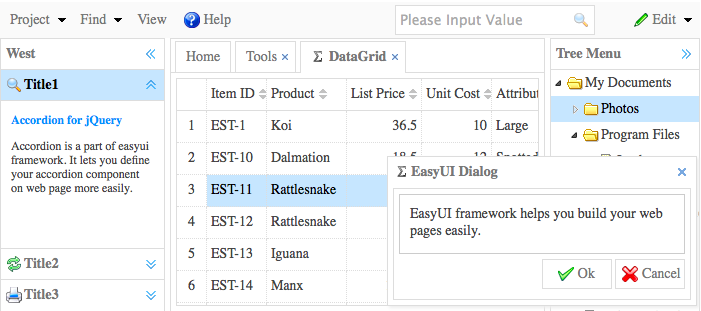 Project Find View Help Please Input Value Edit
West
Title1
Accordion for jQuery
Accordion is a part of easyui
framework. It lets you define
your accordion component
on web page more easily.
Title2
Title3
Home Tools × Σ DataGrid ×
Item ID Product List Price Unit Cost Attribut
1 EST-1 Koi 36.5 10 Large
2 EST-10 Dalmation 18.5 12 Spotted
3 EST-11 Rattlesnake
4 EST-12 Rattlesnake
5 EST-13 Iguana
6 EST-14 Manx
Σ EasyUI Dialog ×
EasyUI framework helps you build your web
pages easily.
Ok Cancel
Tree Menu
My Documents
Photos
Program Files